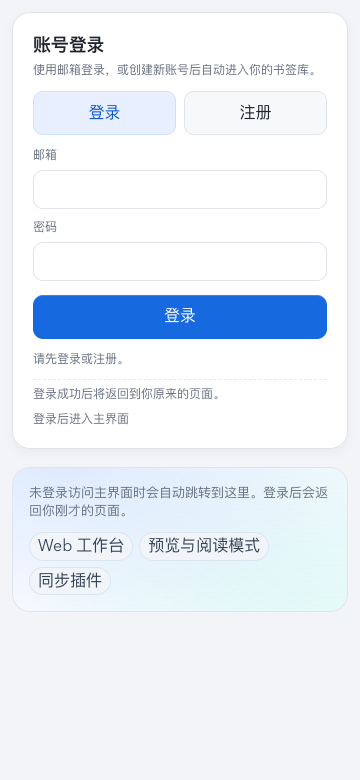 账号登录
使用邮箱登录，或创建新账号后自动进入你的书签库。
登录
注册
邮箱
密码
登录
请先登录或注册。
登录成功后将返回到你原来的页面。
登录后进入主界面
未登录访问主界面时会自动跳转到这里。登录后会返
回你刚才的页面。
Web 工作台
预览与阅读模式
同步插件